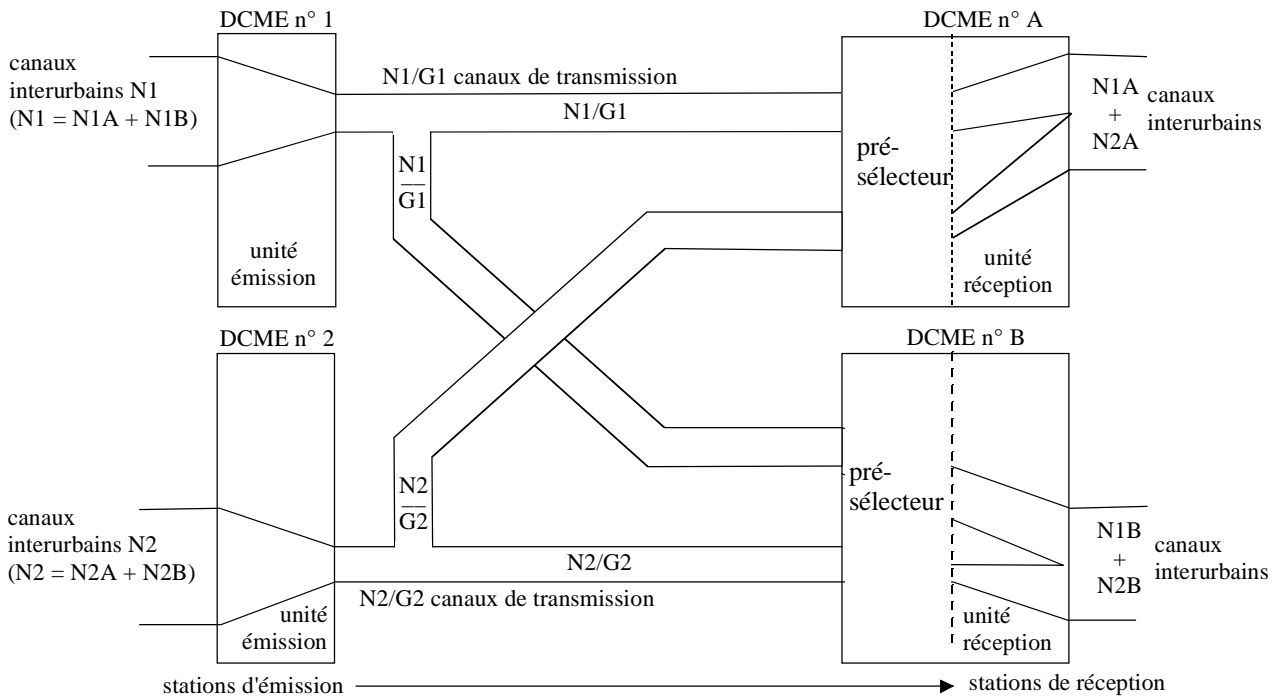 DCME n° 1
DCME n° A
canaux
interurbains N1
(N1 = N1A + N1B)
N1/G1 canaux de transmission
N1/G1
N1
G1
unité
émission
pré-
sélecteur
unité
réception
N1A
+
N2A
canaux
interurbains
DCME n° 2
DCME n° B
canaux
interurbains N2
(N2 = N2A + N2B)
N2
G2
N2/G2
N2/G2 canaux de transmission
unité
émission
pré-
sélecteur
unité
réception
N1B
+
N2B
canaux
interurbains
stations d'émission
stations de réception